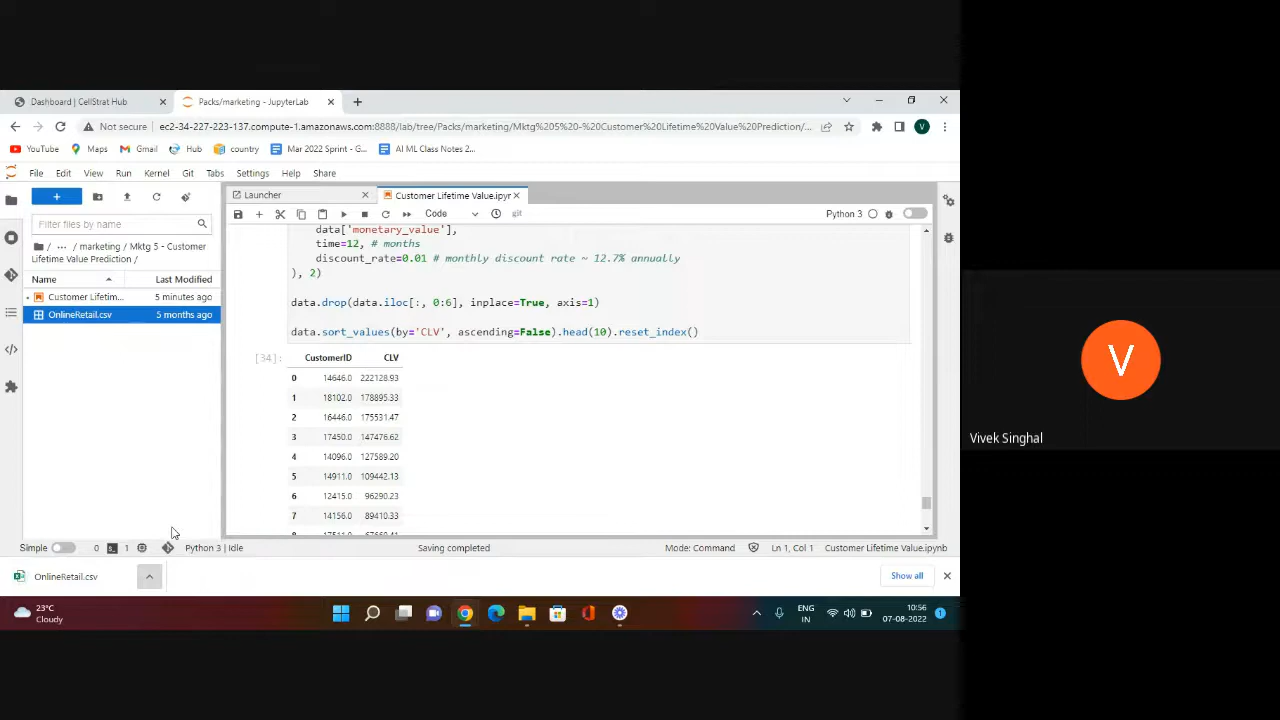 Dashboard | CellStrat Hub
Packs/marketing - JupyterLab
Not secure
ec2-34-227-223-137.compute-1.amazonaws.com:8888/lab/tree/Packs/marketing/Mktg%205%20-%20Customer%20Lifetime%20Value%20Prediction/...
V
YouTube
Maps
Gmail
Hub
country
Mar 2022 Sprint - G...
AI ML Class Notes 2...
File
Edit
View
Run
Kernel
Git
Tabs
Settings
Help
Share
Launcher
Customer Lifetime Value.ipyr
Code
git
Python 3
Filter files by name
/ ... / marketing / Mktg 5 - Customer
Lifetime Value Prediction /
Name
Last Modified
Customer Lifetim...
5 minutes ago
OnlineRetail.csv
5 months ago
data['monetary_value'],
time=12, # months
discount_rate=0.01 # monthly discount rate ~ 12.7% annually
), 2)
data.drop(data.iloc[:, 0:6], inplace=True, axis=1)
data.sort_values(by='CLV', ascending=False).head(10).reset_index()
[34]:
CustomerID CLV
0 14646.0 222128.93
1 18102.0 178895.33
2 16446.0 175531.47
3 17450.0 147476.62
4 14096.0 127589.20
5 14911.0 109442.13
6 12415.0 96290.23
7 14156.0 89410.33
Simple
0
1
Python 3 | Idle
Saving completed
Mode: Command
Ln 1, Col 1
Customer Lifetime Value.ipynb
OnlineRetail.csv
Show all
23°C
Cloudy
ENG
IN
10:56
07-08-2022
1
V
Vivek Singhal